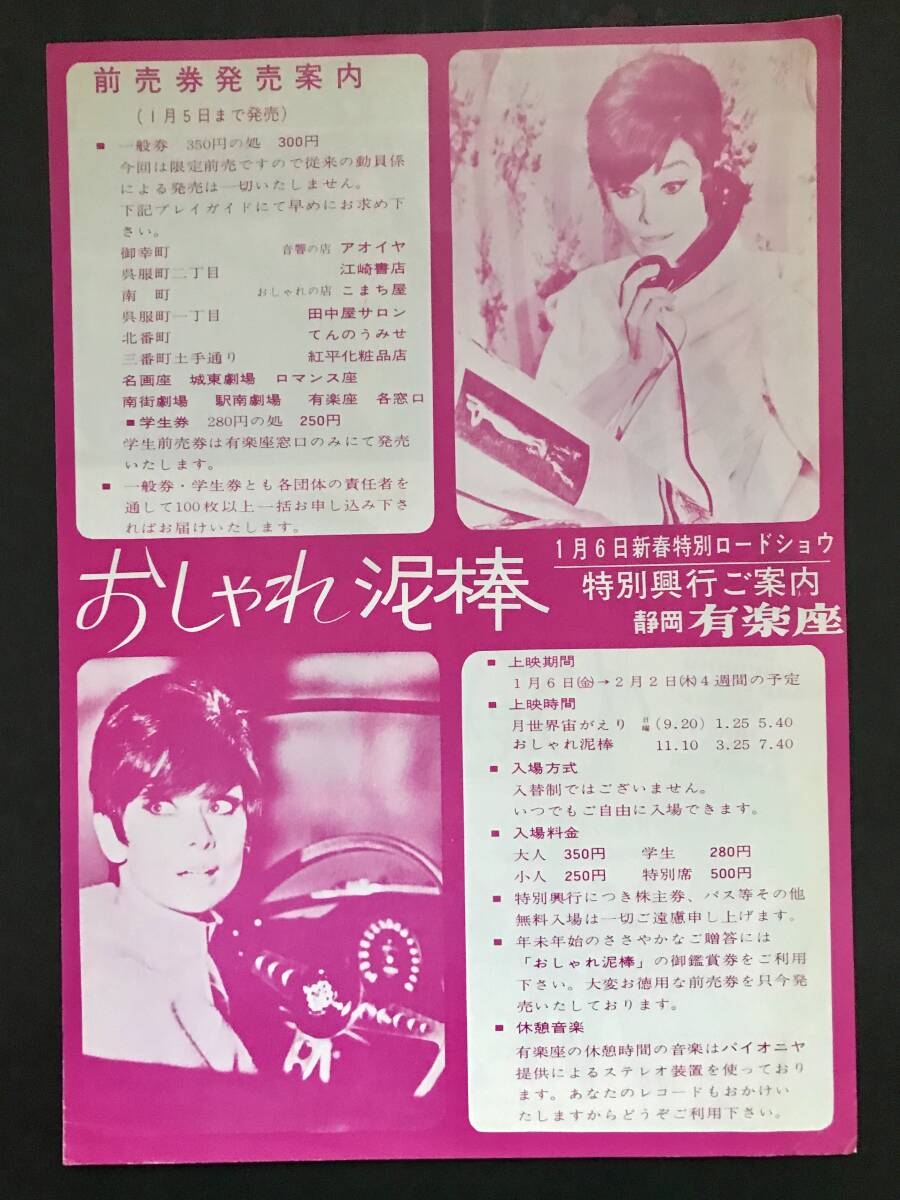 前売券発売案内
(1月5日まで発売)
■ 一般券 350円の処 300円
今回は限定前売ですので従来の動員係
による発売は一切いたしません。
下記プレイガイドにて早めにお求め下
さい。
御幸町 音響の店 アオイヤ
呉服町二丁目 江崎書店
南町 おしゃれの店 こまち屋
呉服町一丁目 田中屋サロン
北番町 てんのうみせ
三番町土手通り 紅平化粧品店
名画座 城東劇場 ロマンス座
南街劇場 駅南劇場 有楽座 各窓口
■学生券 280円の処 250円
学生前売券は有楽座窓口のみにて発売
いたします。
■ 一般券・学生券とも各団体の責任者を
通して100枚以上一括お申し込み下さ
ればお届けいたします。
おしゃれ泥棒
1月6日新春特別ロードショウ
特別興行ご案内
静岡 有楽座
■ 上映期間
1月6日㈮→2月2日㈭4週間の予定
■ 上映時間
月世界宙がえり 日曜 (9.20) 1.25 5.40
おしゃれ泥棒 11.10 3.25 7.40
■ 入場方式
入替制ではございません。
いつでもご自由に入場できます。
■ 入場料金
大人 350円 学生 280円
小人 250円 特別席 500円
■ 特別興行につき株主券、パス等その他
無料入場は一切ご遠慮申し上げます。
■ 年未年始のささやかなご贈答には
「おしゃれ泥棒」の御鑑賞券をご利用
下さい。大変お徳用な前売券を只今発
売いたしております。
■ 休憩音楽
有楽座の休憩時間の音楽はパイオニヤ
提供によるステレオ装置を使っており
ます。あなたのレコードもおかけい
たしますからどうぞご利用下さい。